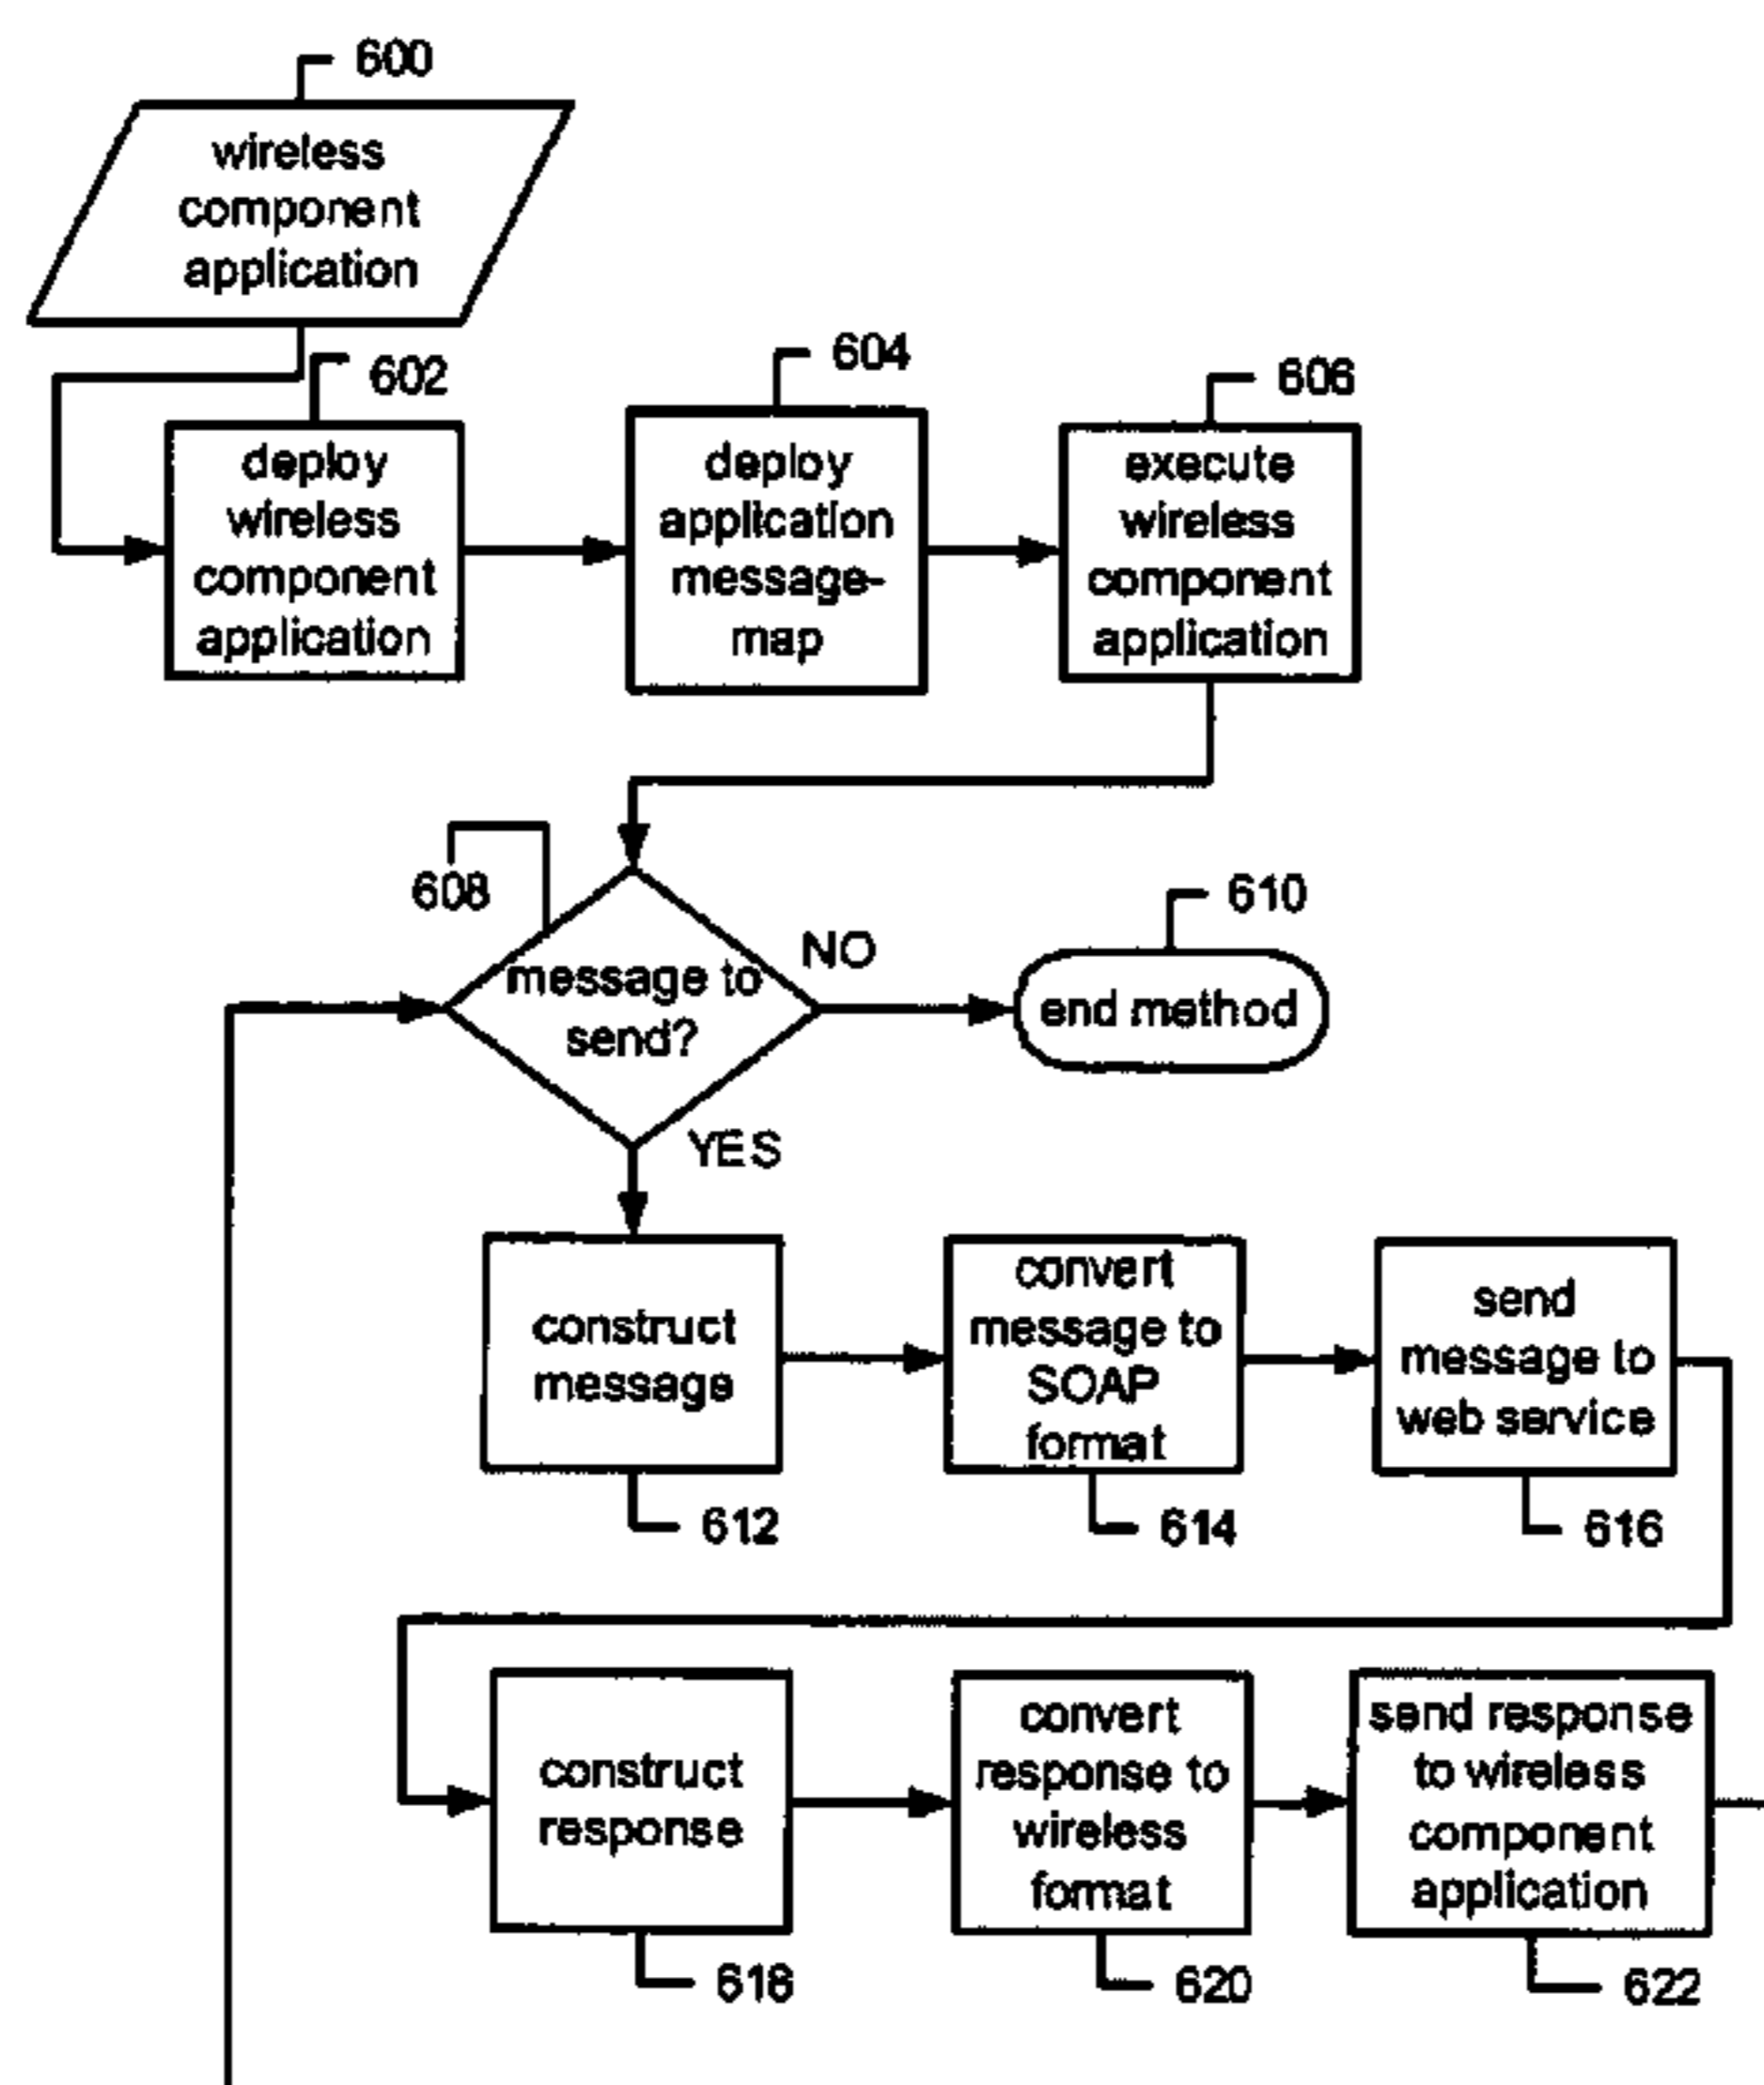 600
wireless
component
application
602
deploy
wireless
component
application
604
deploy
application
message-
map
606
execute
wireless
component
application
608
message to
send?
NO
610
end method
YES
construct
message
612
convert
message to
SOAP
format
614
send
message to
web service
616
construct
response
618
convert
response to
wireless
format
620
send response
to wireless
component
application
622